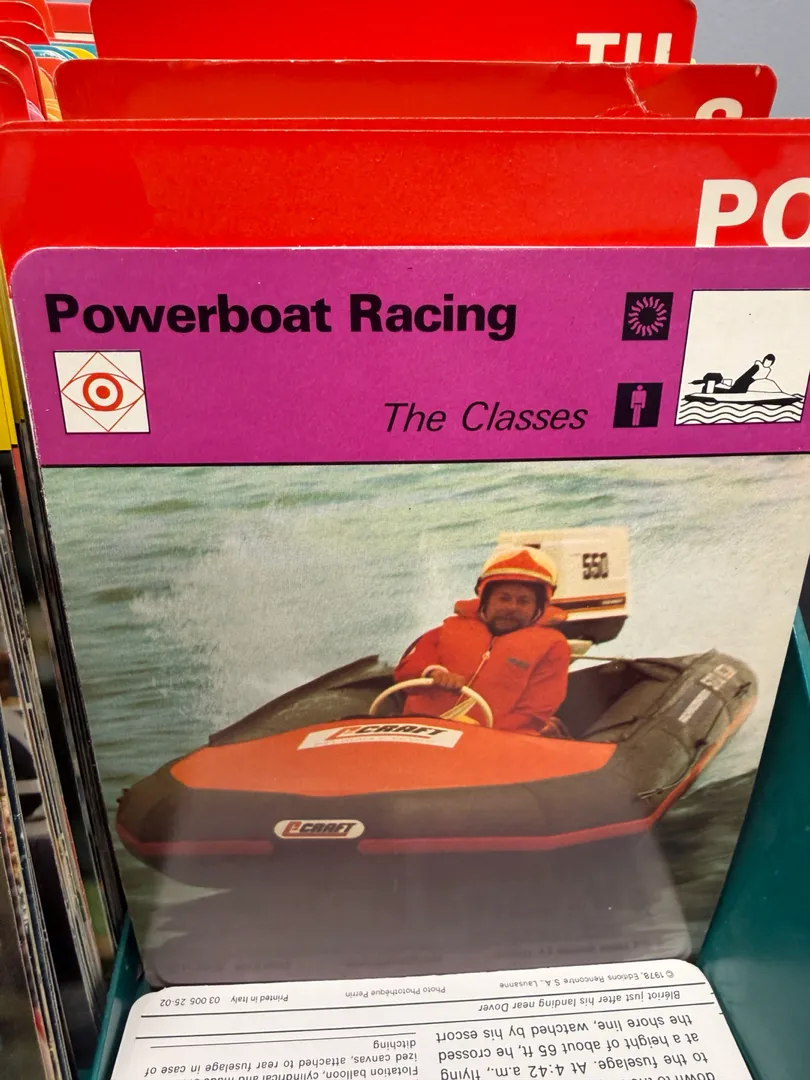 TU
S
PO
Powerboat Racing
The Classes
550
CRAFT
CRAFT
© 1978, Editions Rencontre S.A., Lausanne
Photo Photothèque Perrin
Printed in Italy 03 005 25-02
Blériot just after his landing near Dover
the shore line, watched by his escort
at a height of about 65 ft, he crossed
to the fuselage. At 4:42 a.m., flying
down to
ditching
ized canvas, attached to rear fuselage in case of
Flotation balloon, cylindrical and